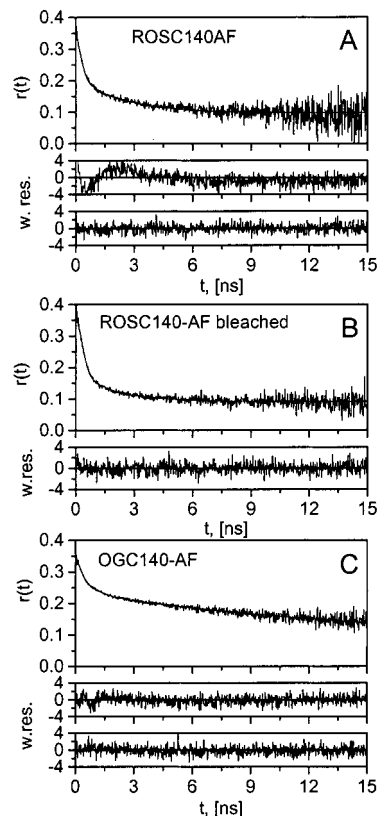 0.4
ROSC140AF
A
0.3
r(t)
0.2
0.1
0.0
4
0
-4
w. res.
4
0
-4
0 3 6 9 12 15
t, [ns]
0.4
ROSC140-AF bleached
B
0.3
r(t)
0.2
0.1
0.0
4
0
-4
w.res.
0 3 6 9 12 15
t, [ns]
0.4
OGC140-AF
C
0.3
r(t)
0.2
0.1
0.0
4
0
-4
w.res.
4
0
-4
0 3 6 9 12 15
t, [ns]